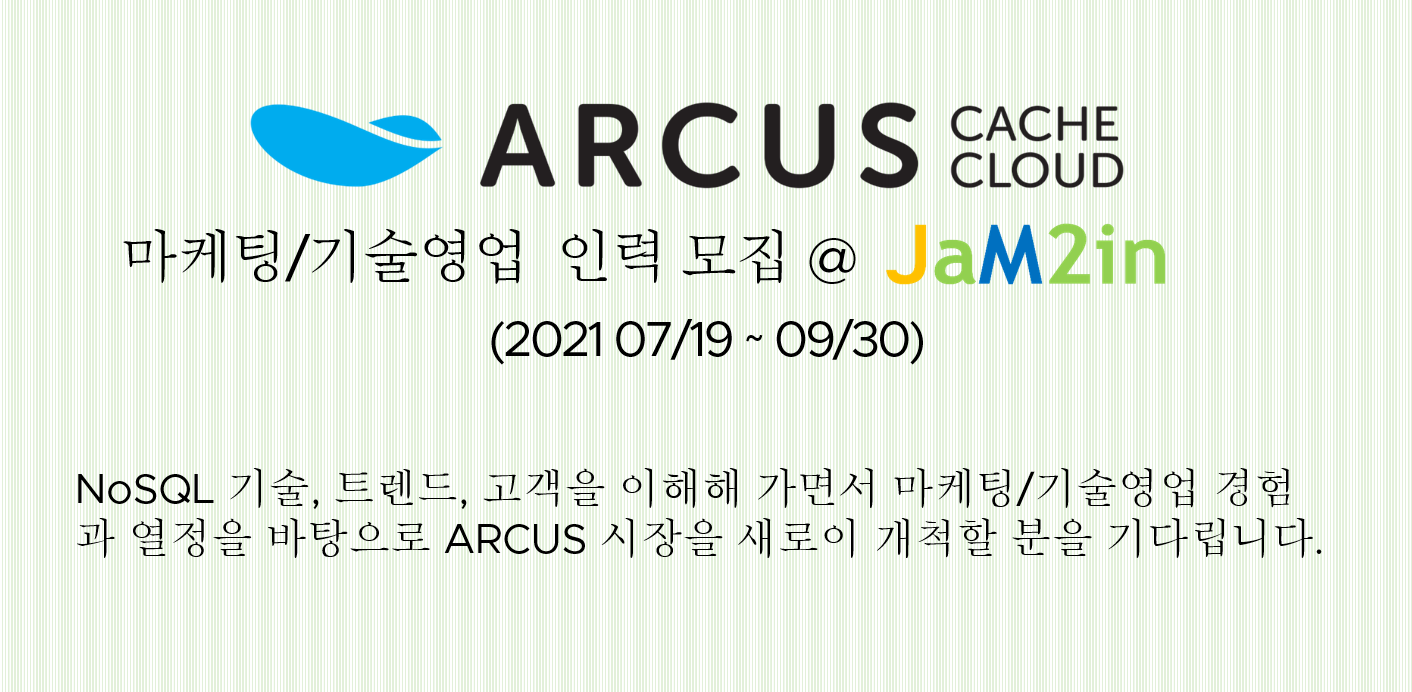 ARCUS CACHE CLOUD
마케팅/기술영업 인력 모집 @ JaM2in
(2021 07/19 ~ 09/30)
NoSQL 기술, 트렌드, 고객을 이해해 가면서 마케팅/기술영업 경험
과 열정을 바탕으로 ARCUS 시장을 새로이 개척할 분을 기다립니다.